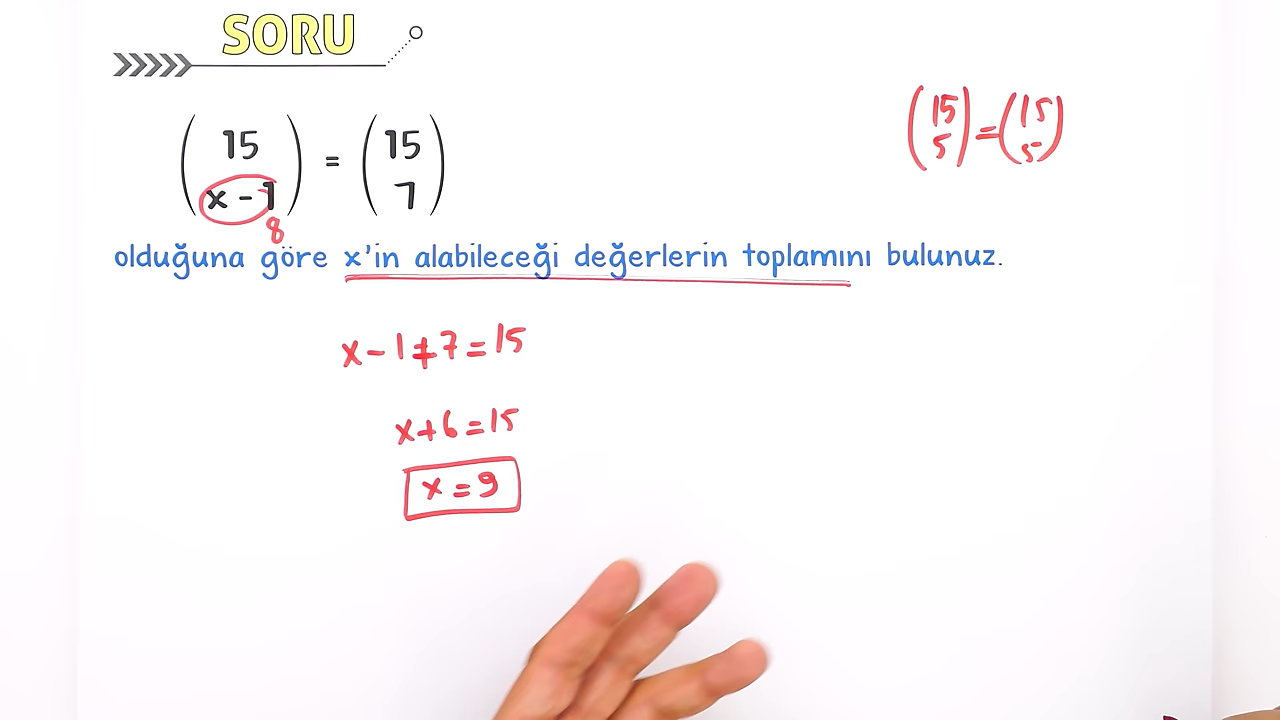 SORU
(15 x - 1) = (15 7)
(15 5) = (15 5)
8
olduğuna göre x'in alabileceği değerlerin toplamını bulunuz.
x - 1 + 7 = 15
x + 6 = 15
x = 9